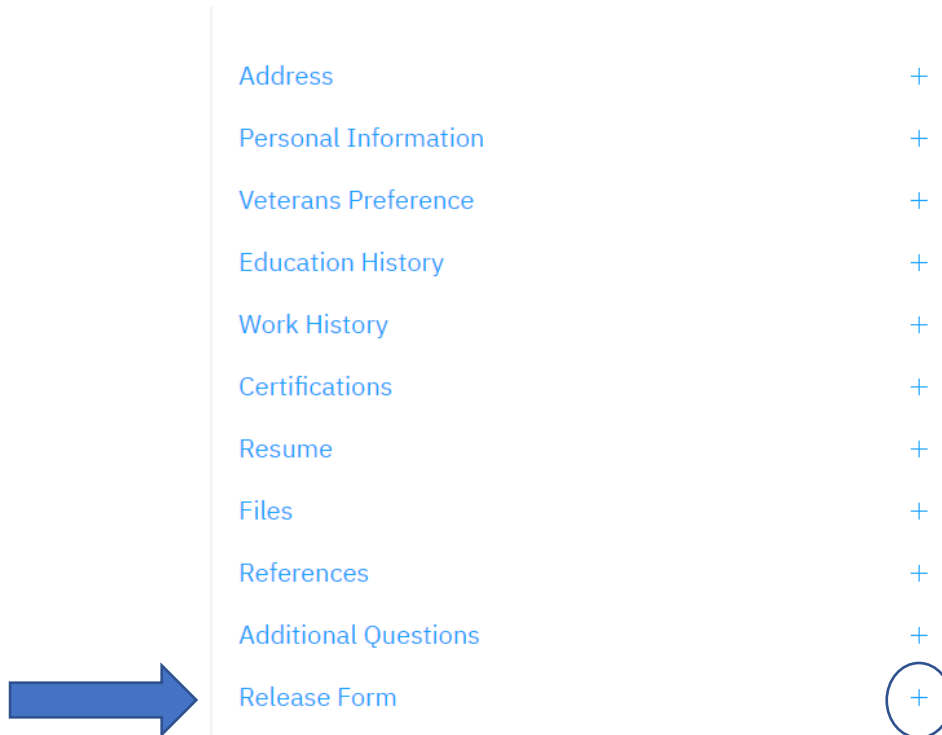 Address +
Personal Information +
Veterans Preference +
Education History +
Work History +
Certifications +
Resume +
Files +
References +
Additional Questions +
Release Form +